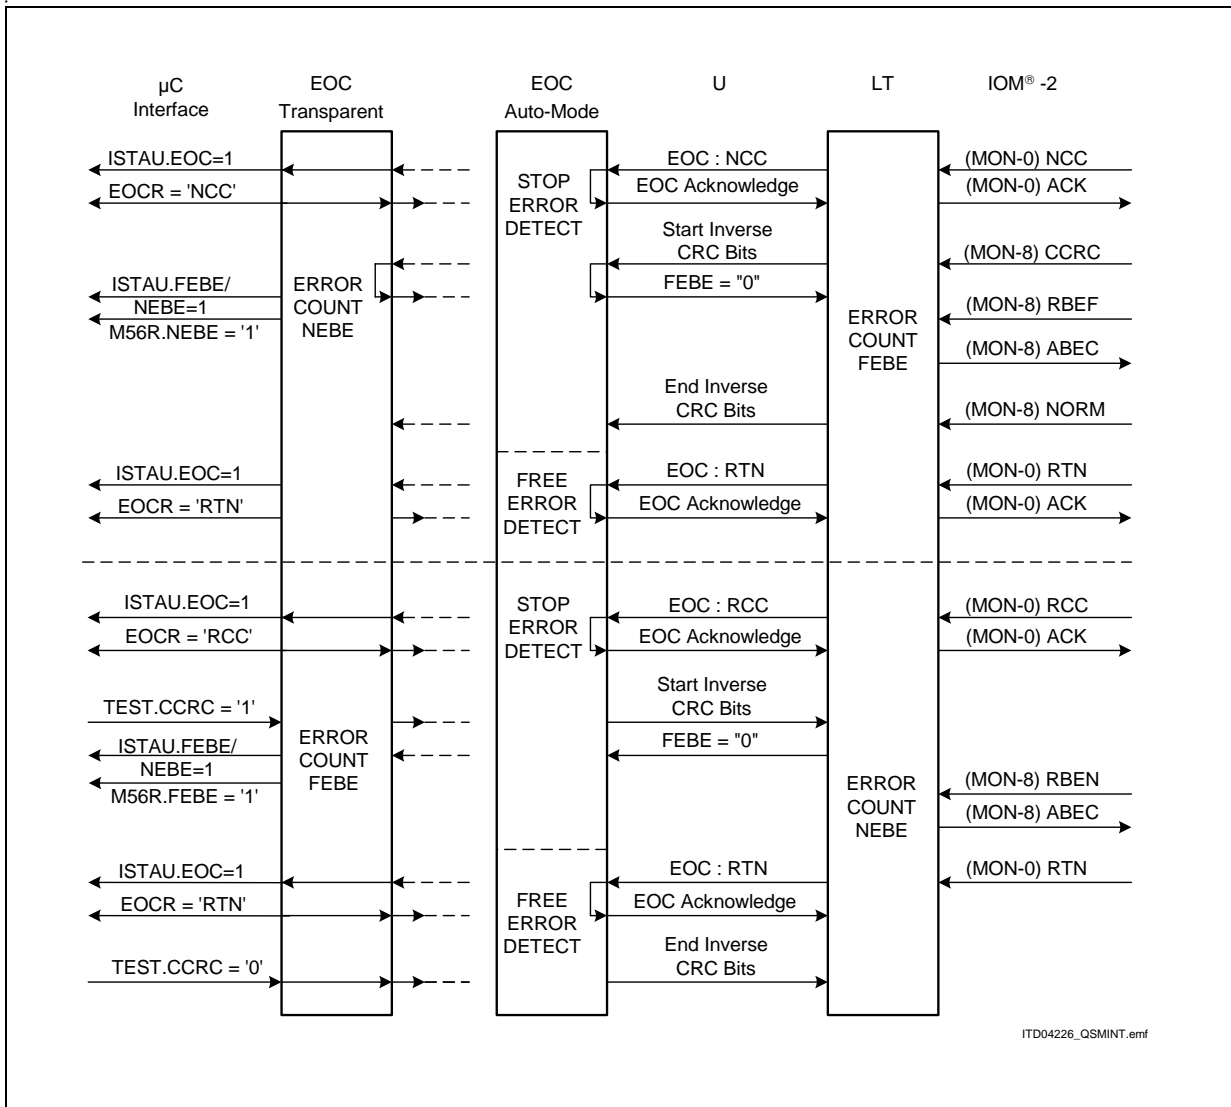 µC
Interface
EOC
Transparent
EOC
Auto-Mode
U
LT
IOM® -2
ISTAU.EOC=1
EOCR = 'NCC'
STOP
ERROR
DETECT
EOC : NCC
EOC Acknowledge
(MON-0) NCC
(MON-0) ACK
Start Inverse
CRC Bits
FEBE = "0"
(MON-8) CCRC
ISTAU.FEBE/
NEBE=1
M56R.NEBE = '1'
ERROR
COUNT
NEBE
ERROR
COUNT
FEBE
(MON-8) RBEF
(MON-8) ABEC
End Inverse
CRC Bits
(MON-8) NORM
ISTAU.EOC=1
EOCR = 'RTN'
FREE
ERROR
DETECT
EOC : RTN
EOC Acknowledge
(MON-0) RTN
(MON-0) ACK
ISTAU.EOC=1
EOCR = 'RCC'
STOP
ERROR
DETECT
EOC : RCC
EOC Acknowledge
(MON-0) RCC
(MON-0) ACK
TEST.CCRC = '1'
ISTAU.FEBE/
NEBE=1
M56R.FEBE = '1'
ERROR
COUNT
FEBE
Start Inverse
CRC Bits
FEBE = "0"
ERROR
COUNT
NEBE
(MON-8) RBEN
(MON-8) ABEC
ISTAU.EOC=1
EOCR = 'RTN'
FREE
ERROR
DETECT
EOC : RTN
EOC Acknowledge
(MON-0) RTN
TEST.CCRC = '0'
End Inverse
CRC Bits
ITD04226_QSMINT.emf